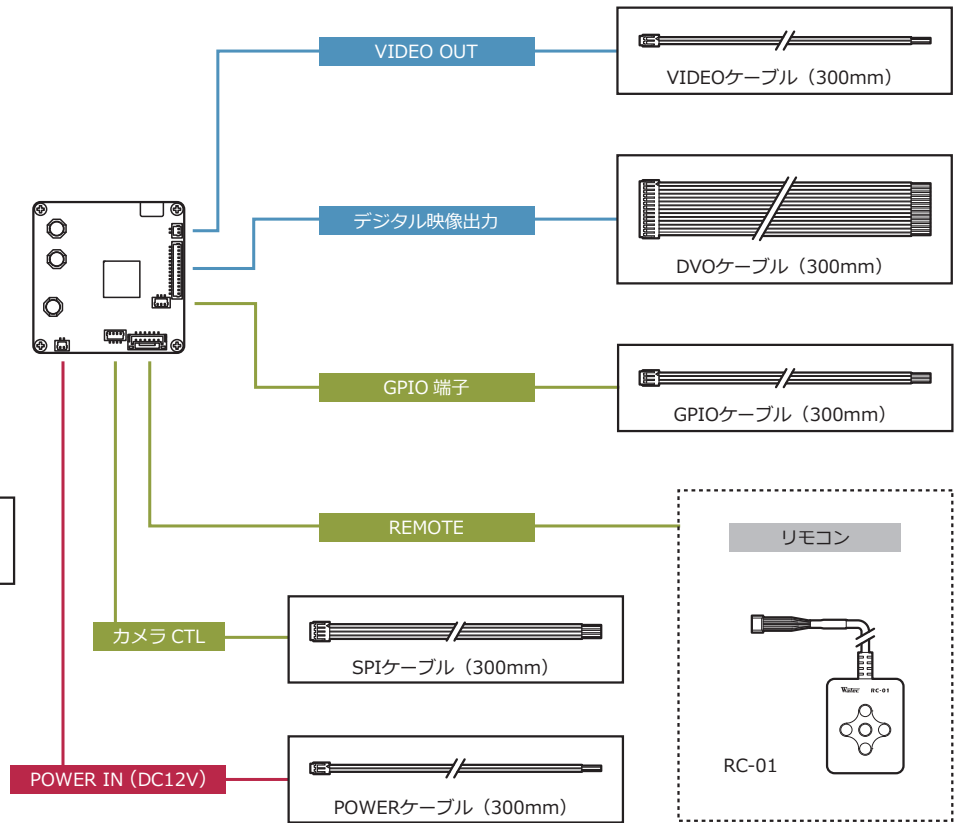 VIDEO OUT
VIDEOケーブル（300mm）
デジタル映像出力
DVOケーブル（300mm）
GPIO 端子
GPIOケーブル（300mm）
REMOTE
リモコン
Watec RC-01
RC-01
カメラ CTL
SPIケーブル（300mm）
POWER IN（DC12V）
POWERケーブル（300mm）